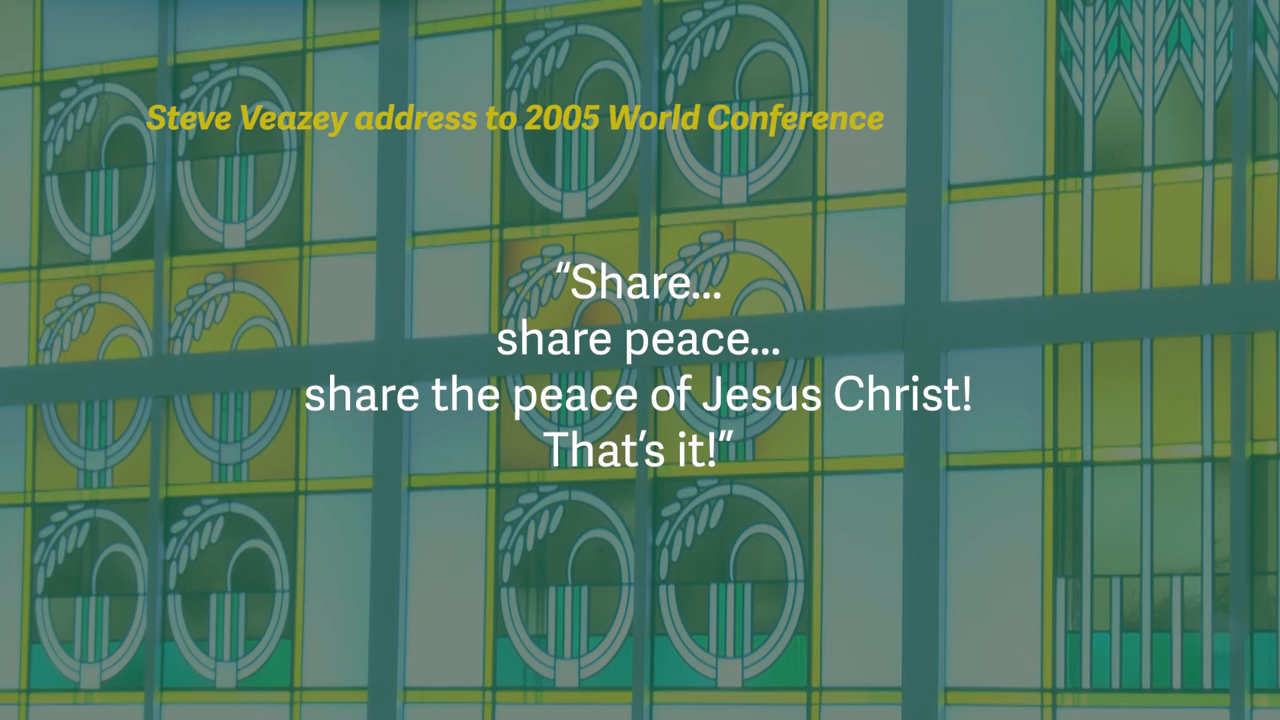 Steve Veazey address to 2005 World Conference
“Share...
share peace...
share the peace of Jesus Christ!
That’s it!”